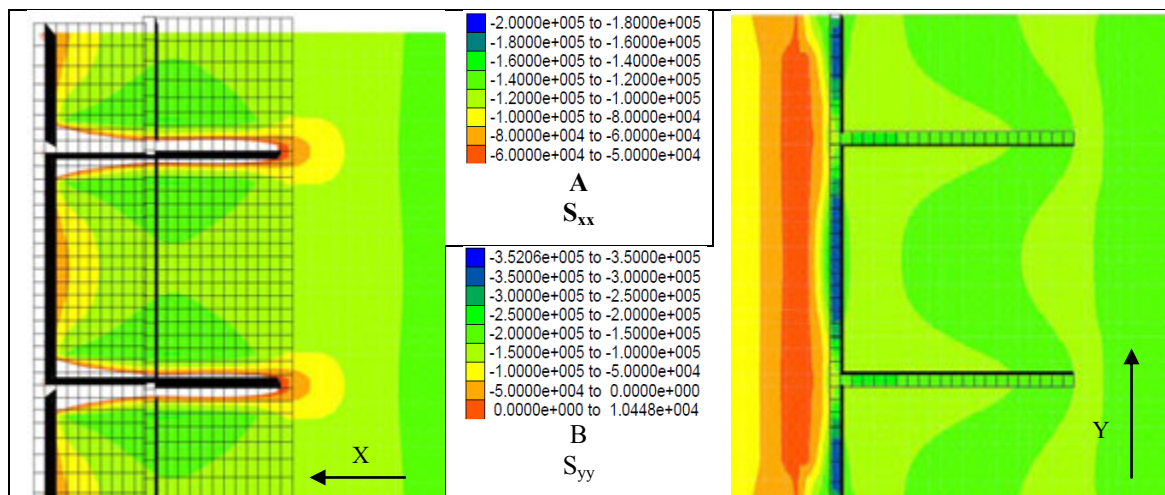 -2.0000e+005 to -1.8000e+005
-1.8000e+005 to -1.6000e+005
-1.6000e+005 to -1.4000e+005
-1.4000e+005 to -1.2000e+005
-1.2000e+005 to -1.0000e+005
-1.0000e+005 to -8.0000e+004
-8.0000e+004 to -6.0000e+004
-6.0000e+004 to -5.0000e+004
A
Sxx
-3.5206e+005 to -3.5000e+005
-3.5000e+005 to -3.0000e+005
-3.0000e+005 to -2.5000e+005
-2.5000e+005 to -2.0000e+005
-2.0000e+005 to -1.5000e+005
-1.5000e+005 to -1.0000e+005
-1.0000e+005 to -5.0000e+004
-5.0000e+004 to 0.0000e+000
0.0000e+000 to 1.0448e+004
B
Syy
X
Y